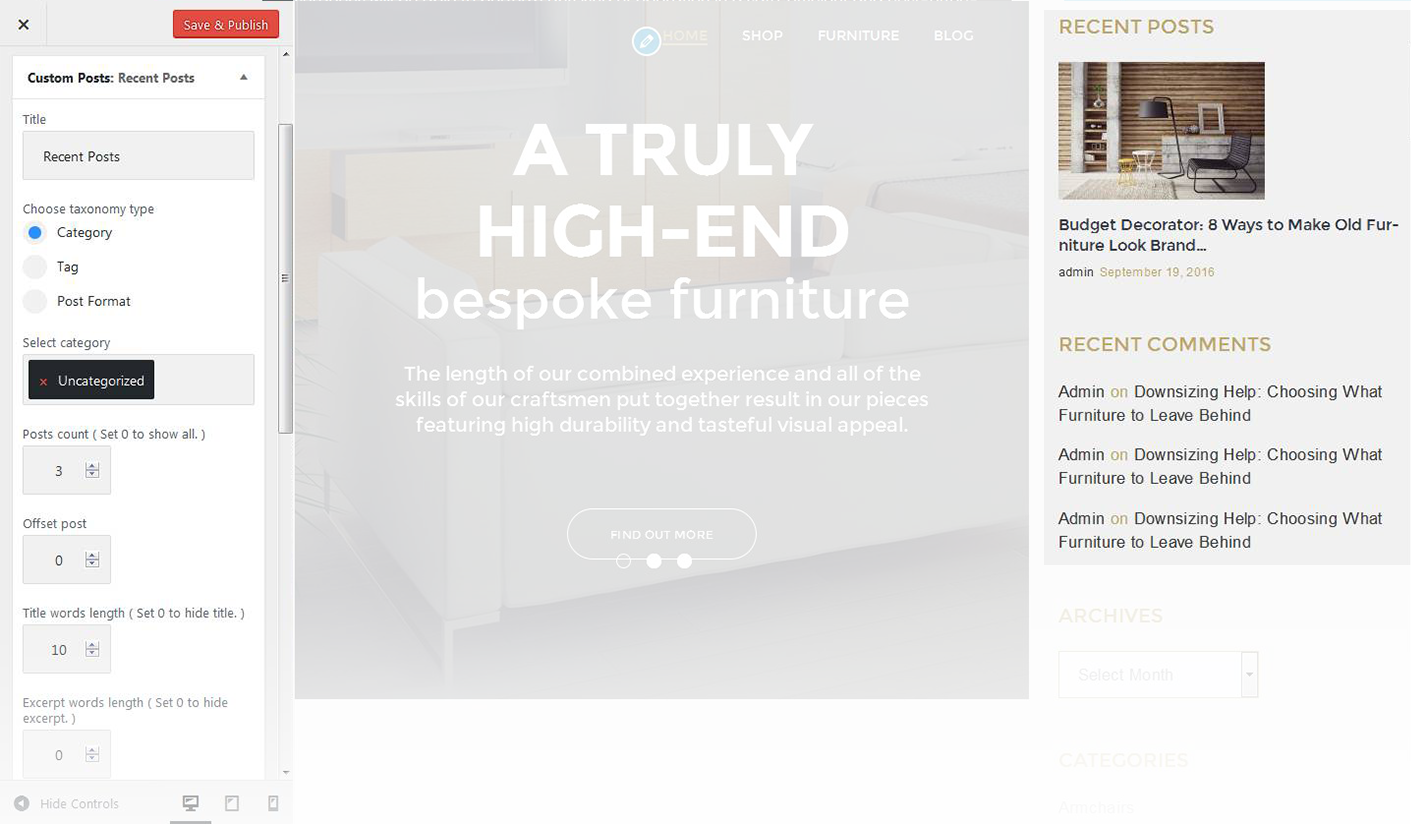 Save & Publish
Custom Posts: Recent Posts
Title
Recent Posts
Choose taxonomy type
Category
Tag
Post Format
Select category
× Uncategorized
Posts count ( Set 0 to show all. )
3
Offset post
0
Title words length ( Set 0 to hide title. )
10
Excerpt words length ( Set 0 to hide
excerpt. )
0
Hide Controls
HOME SHOP FURNITURE BLOG
A TRULY
HIGH-END
bespoke furniture
The length of our combined experience and all of the
skills of our craftsmen put together result in our pieces
featuring high durability and tasteful visual appeal.
FIND OUT MORE
RECENT POSTS
Budget Decorator: 8 Ways to Make Old Fur-
niture Look Brand...
admin September 19, 2016
RECENT COMMENTS
Admin on Downsizing Help: Choosing What
Furniture to Leave Behind
Admin on Downsizing Help: Choosing What
Furniture to Leave Behind
Admin on Downsizing Help: Choosing What
Furniture to Leave Behind
ARCHIVES
Select Month
CATEGORIES
Armchairs